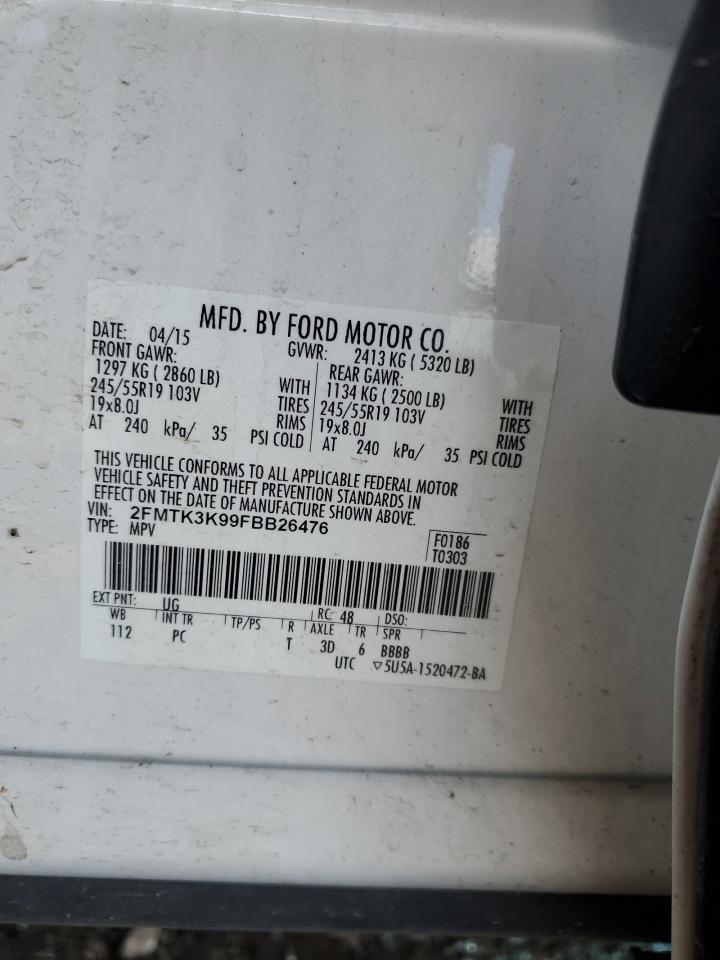 MFD. BY FORD MOTOR CO.
DATE: 04/15 GVWR: 2413 KG ( 5320 LB)
FRONT GAWR: REAR GAWR:
1297 KG ( 2860 LB) WITH 1134 KG ( 2500 LB) WITH
245/55R19 103V TIRES 245/55R19 103V TIRES
19x8.0J RIMS 19x8.0J RIMS
AT 240 kPa/ 35 PSI COLD AT 240 kPa/ 35 PSI COLD
THIS VEHICLE CONFORMS TO ALL APPLICABLE FEDERAL MOTOR
VEHICLE SAFETY AND THEFT PREVENTION STANDARDS IN
EFFECT ON THE DATE OF MANUFACTURE SHOWN ABOVE.
VIN: 2FMTK3K99FBB26476
TYPE: MPV
F0186
T0303
EXT PNT: UG RC: 48 DSO:
WB INT TR TP/PS R AXLE TR SPR
112 PC T 3D 6 BBBB
UTC ▽5U5A-1520472-BA